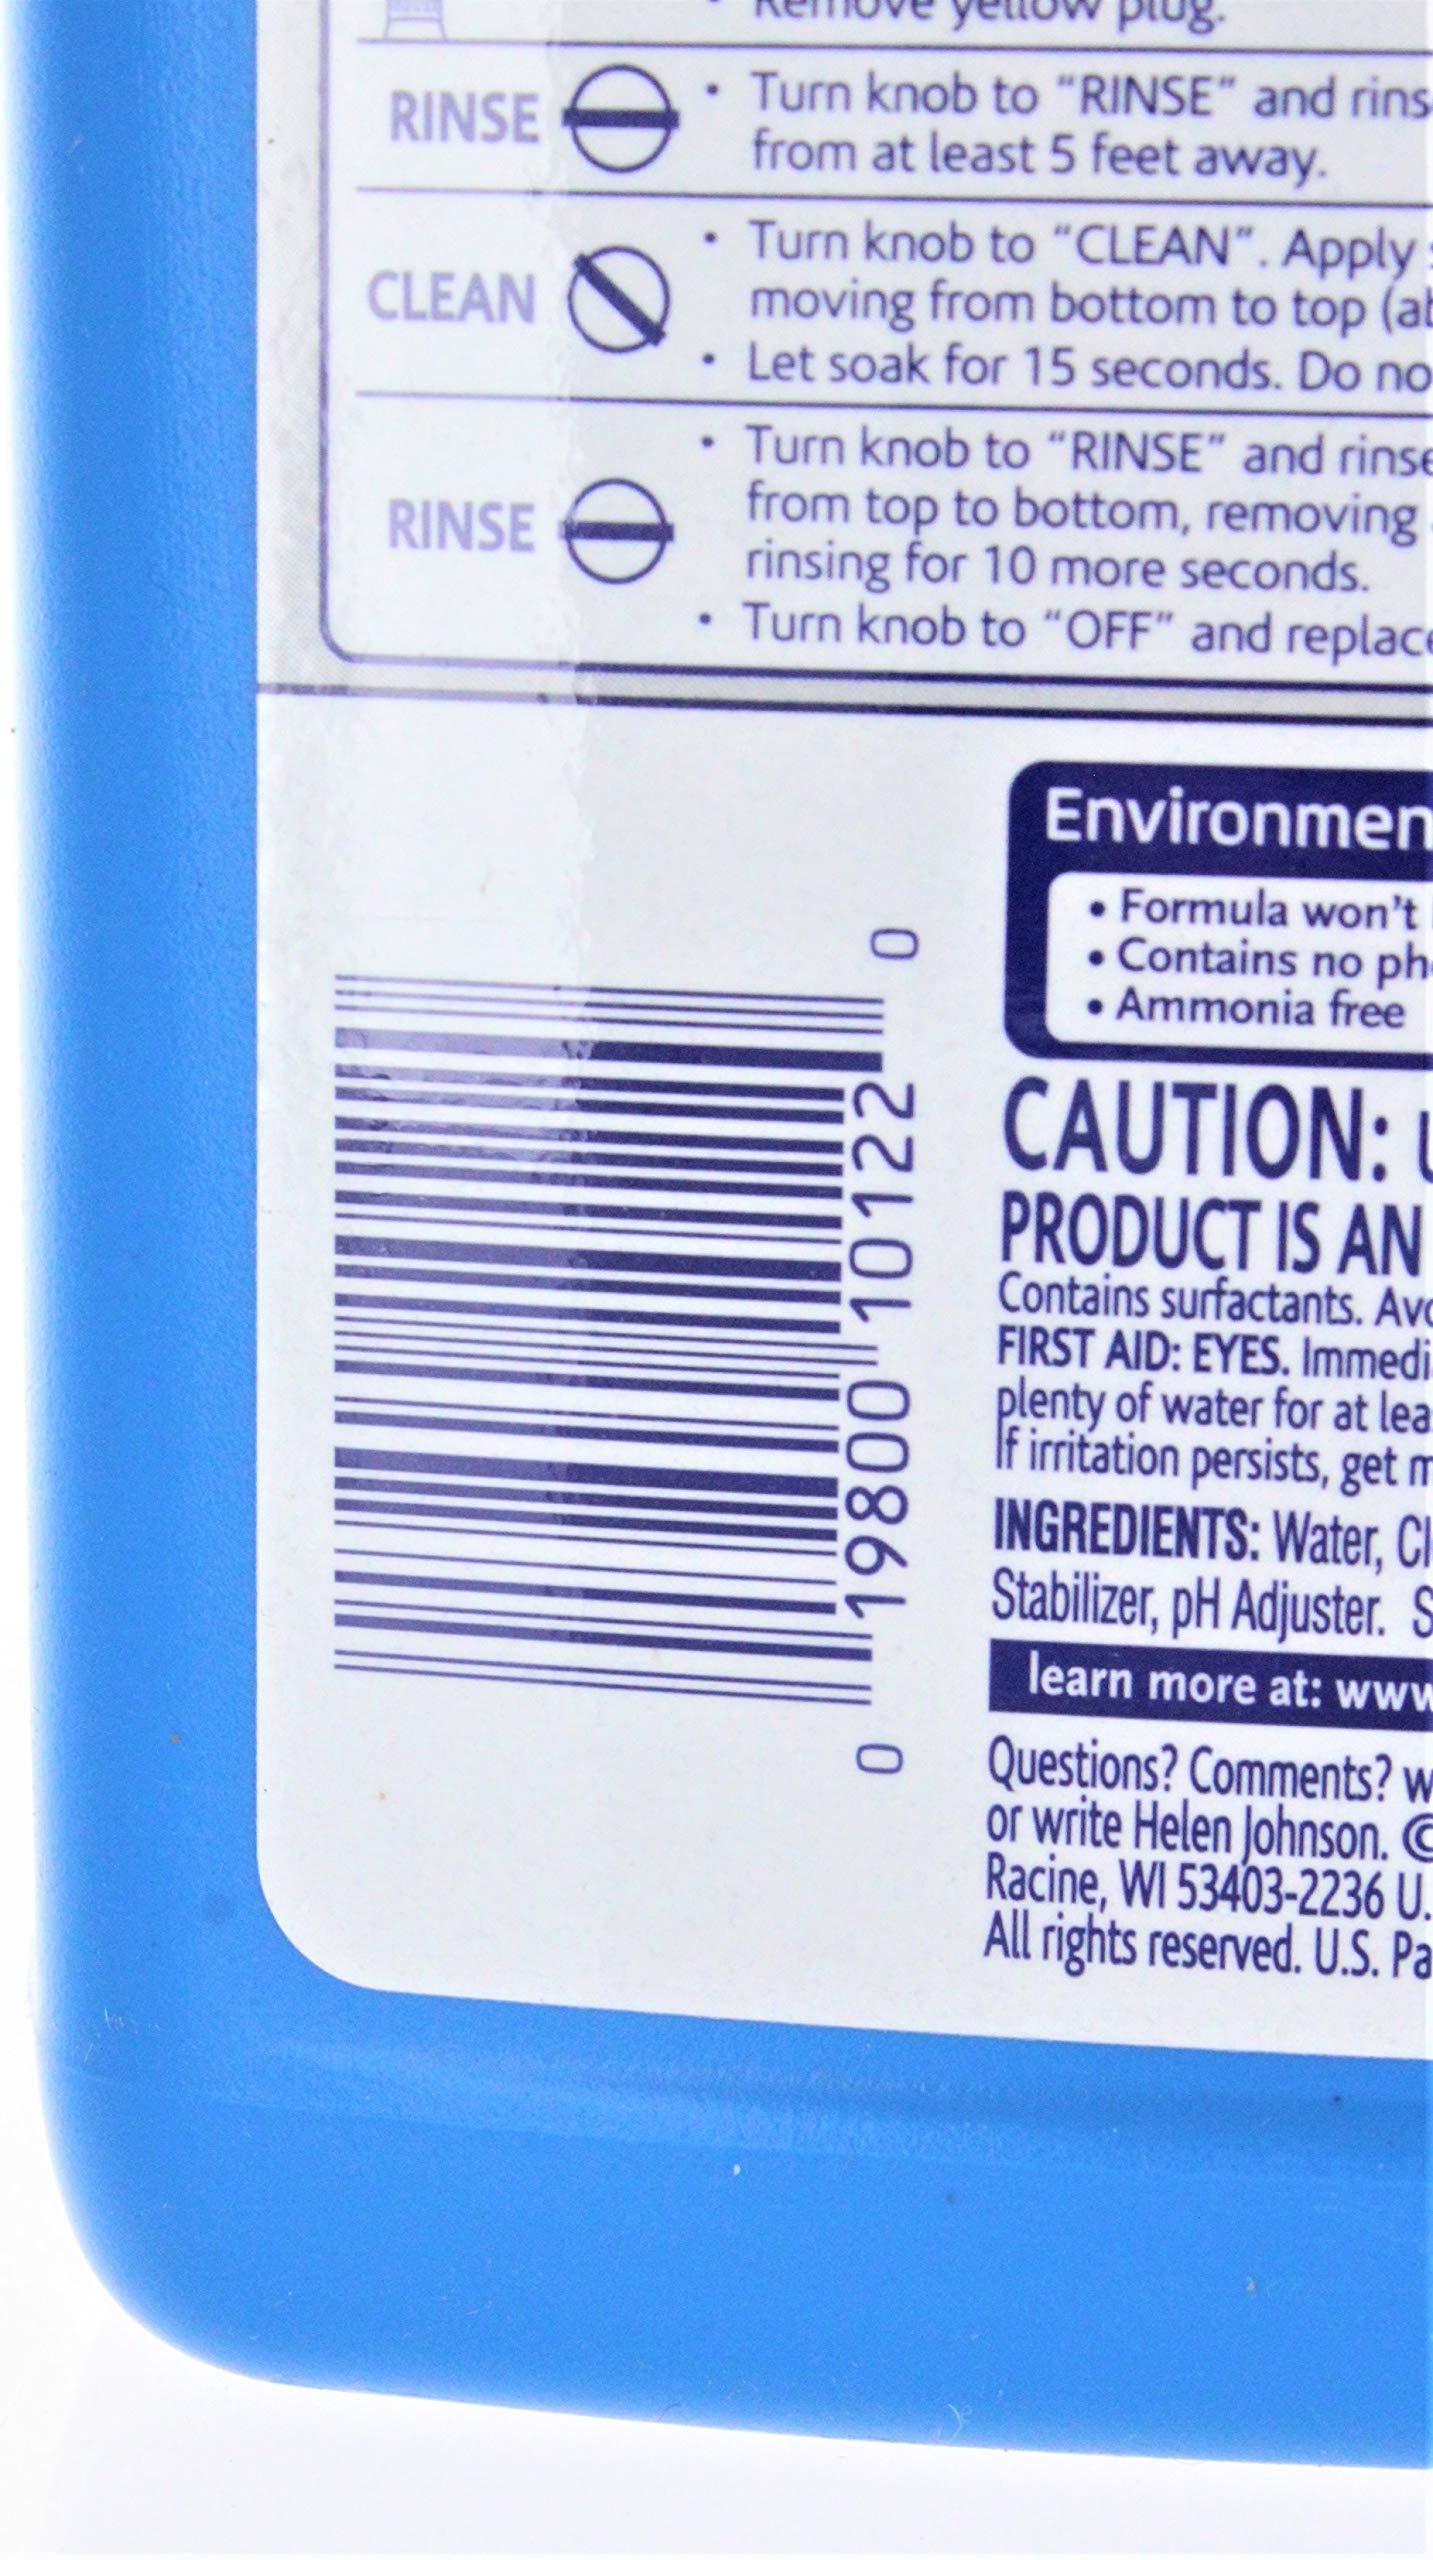 Remove yellow plug.
RINSE
• Turn knob to “RINSE” and rins
from at least 5 feet away.
CLEAN
• Turn knob to “CLEAN”. Apply
moving from bottom to top (ab
• Let soak for 15 seconds. Do no
RINSE
• Turn knob to “RINSE” and rinse
from top to bottom, removing
rinsing for 10 more seconds.
• Turn knob to “OFF” and replace
Environmen
• Formula won’t
• Contains no pho
• Ammonia free
0 19800 10122 0
CAUTION:
PRODUCT IS AN
Contains surfactants. Avo
FIRST AID: EYES. Immedi
plenty of water for at lea
If irritation persists, get m
INGREDIENTS: Water, Cl
Stabilizer, pH Adjuster. S
learn more at: www
Questions? Comments? w
or write Helen Johnson. ©
Racine, WI 53403-2236 U.
All rights reserved. U.S. Pa